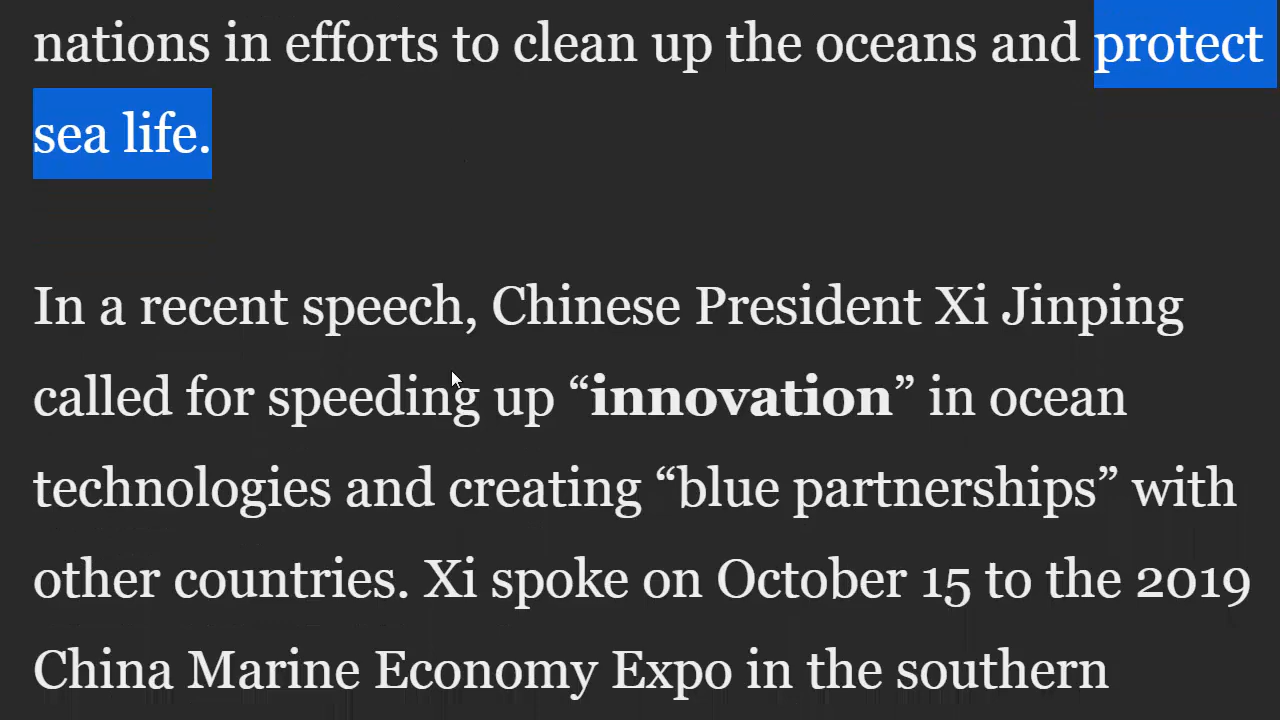 nations in efforts to clean up the oceans and protect
sea life.
In a recent speech, Chinese President Xi Jinping
called for speeding up “innovation” in ocean
technologies and creating “blue partnerships” with
other countries. Xi spoke on October 15 to the 2019
China Marine Economy Expo in the southern